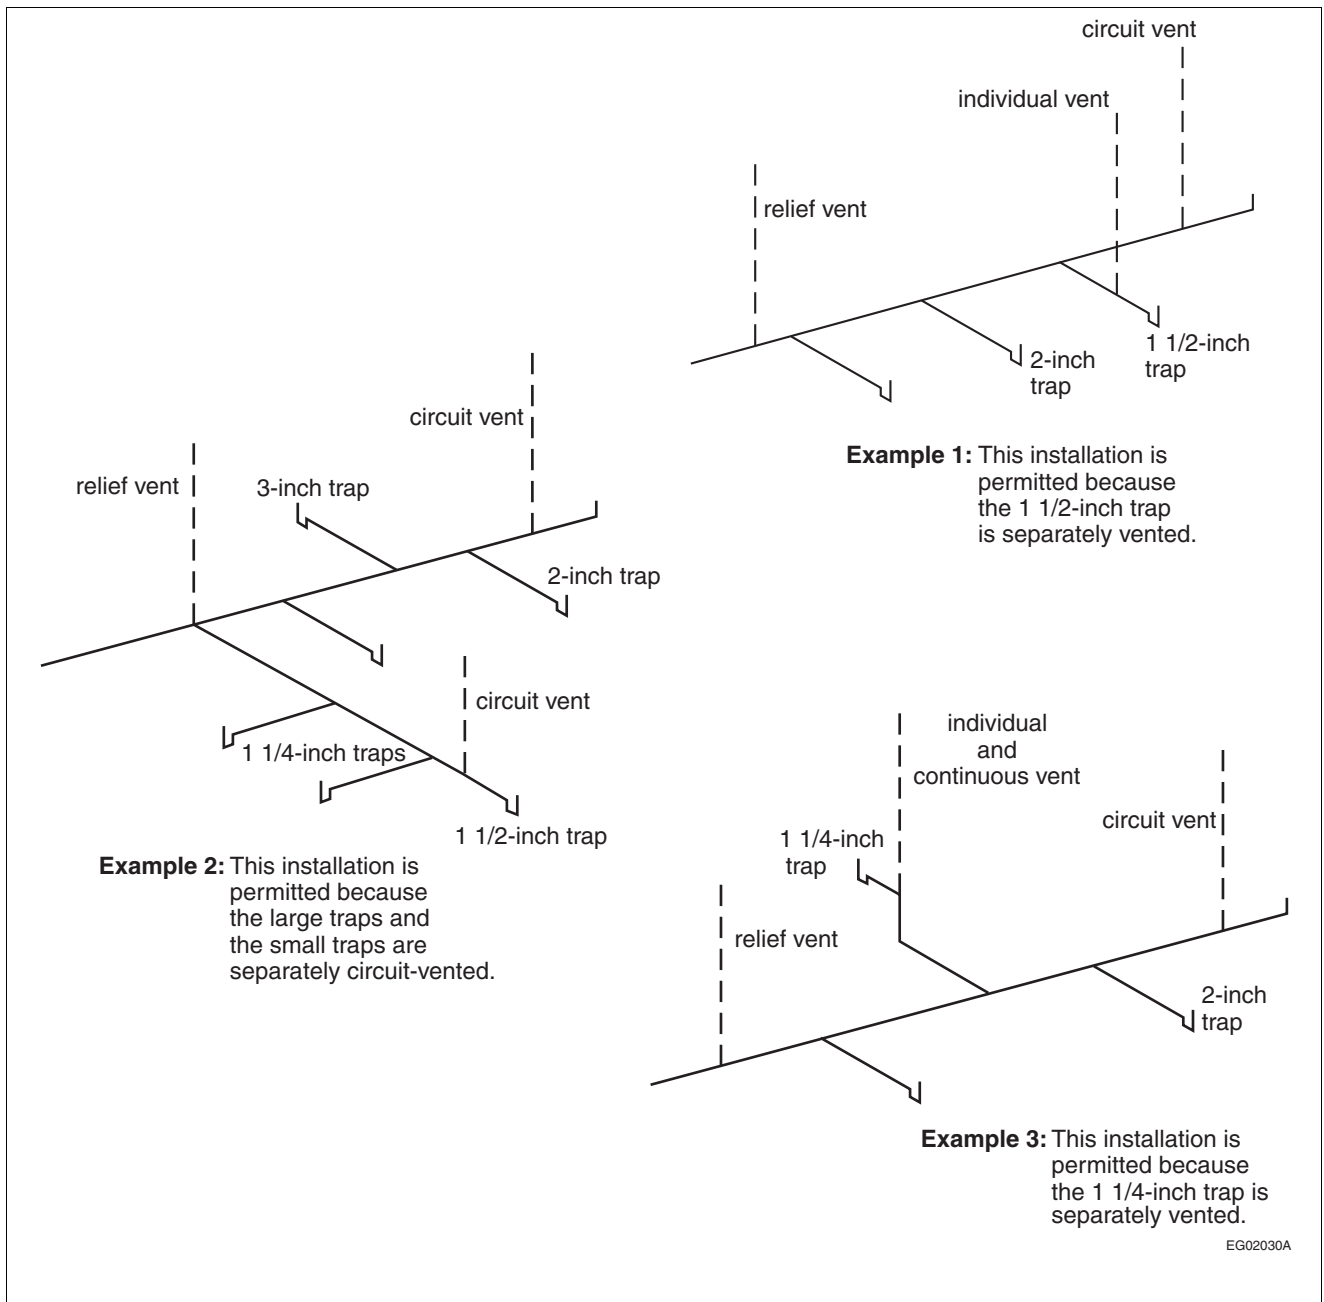 circuit vent
individual vent
relief vent
1 1/2-inch
trap
2-inch
trap
Example 1: This installation is
permitted because
the 1 1/2-inch trap
is separately vented.
circuit vent
relief vent
3-inch trap
2-inch trap
circuit vent
1 1/4-inch traps
1 1/2-inch trap
Example 2: This installation is
permitted because
the large traps and
the small traps are
separately circuit-vented.
individual
and
continuous vent
circuit vent
1 1/4-inch
trap
relief vent
2-inch
trap
Example 3: This installation is
permitted because
the 1 1/4-inch trap is
separately vented.
EG02030A